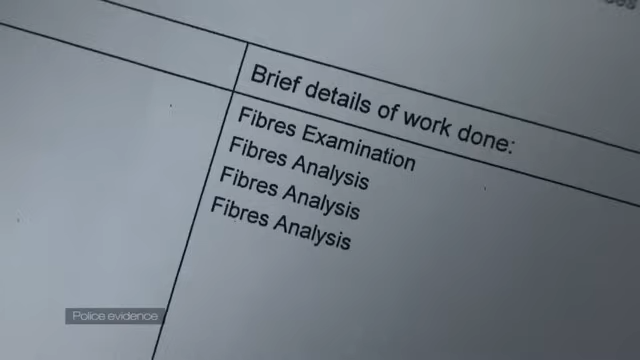 Brief details of work done:
Fibres Examination
Fibres Analysis
Fibres Analysis
Fibres Analysis
Police evidence